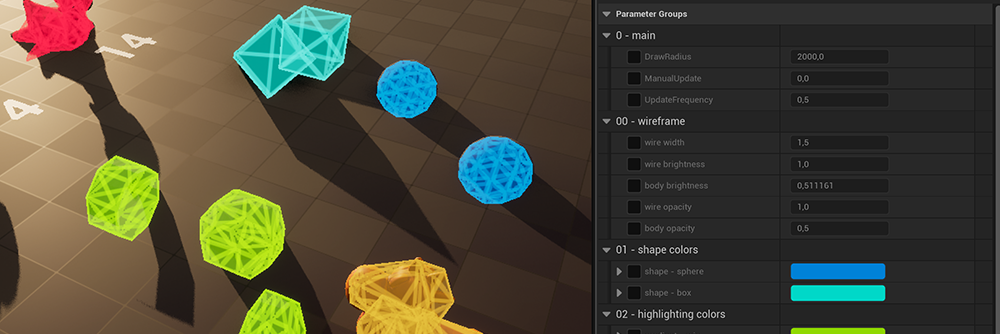 14
4
Parameter Groups
0 - main
DrawRadius 2000,0
ManualUpdate 0,0
UpdateFrequency 0,5
00 - wireframe
wire width 1,5
wire brightness 1,0
body brightness 0,511161
wire opacity 1,0
body opacity 0,5
01 - shape colors
shape - sphere
shape - box
02 - highlighting colors